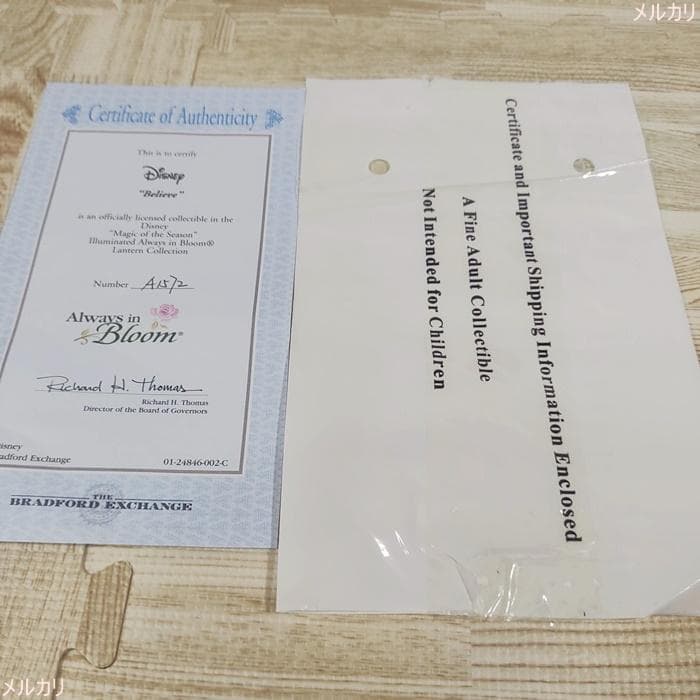 メルカリ
Certificate of Authenticity
This is to certify
Disney
"Believe"
is an officially licensed collectible in the
Disney
"Magic of the Season"
Illuminated Always in Bloom®
Lantern Collection
Number A1572
Always in
Bloom®
Richard H. Thomas
Richard H. Thomas
Director of the Board of Governors
isney
adford Exchange
01-24846-002-C
THE
BRADFORD EXCHANGE
Certificate and Important Shipping Information Enclosed
A Fine Adult Collectible
Not Intended for Children
メルカリ